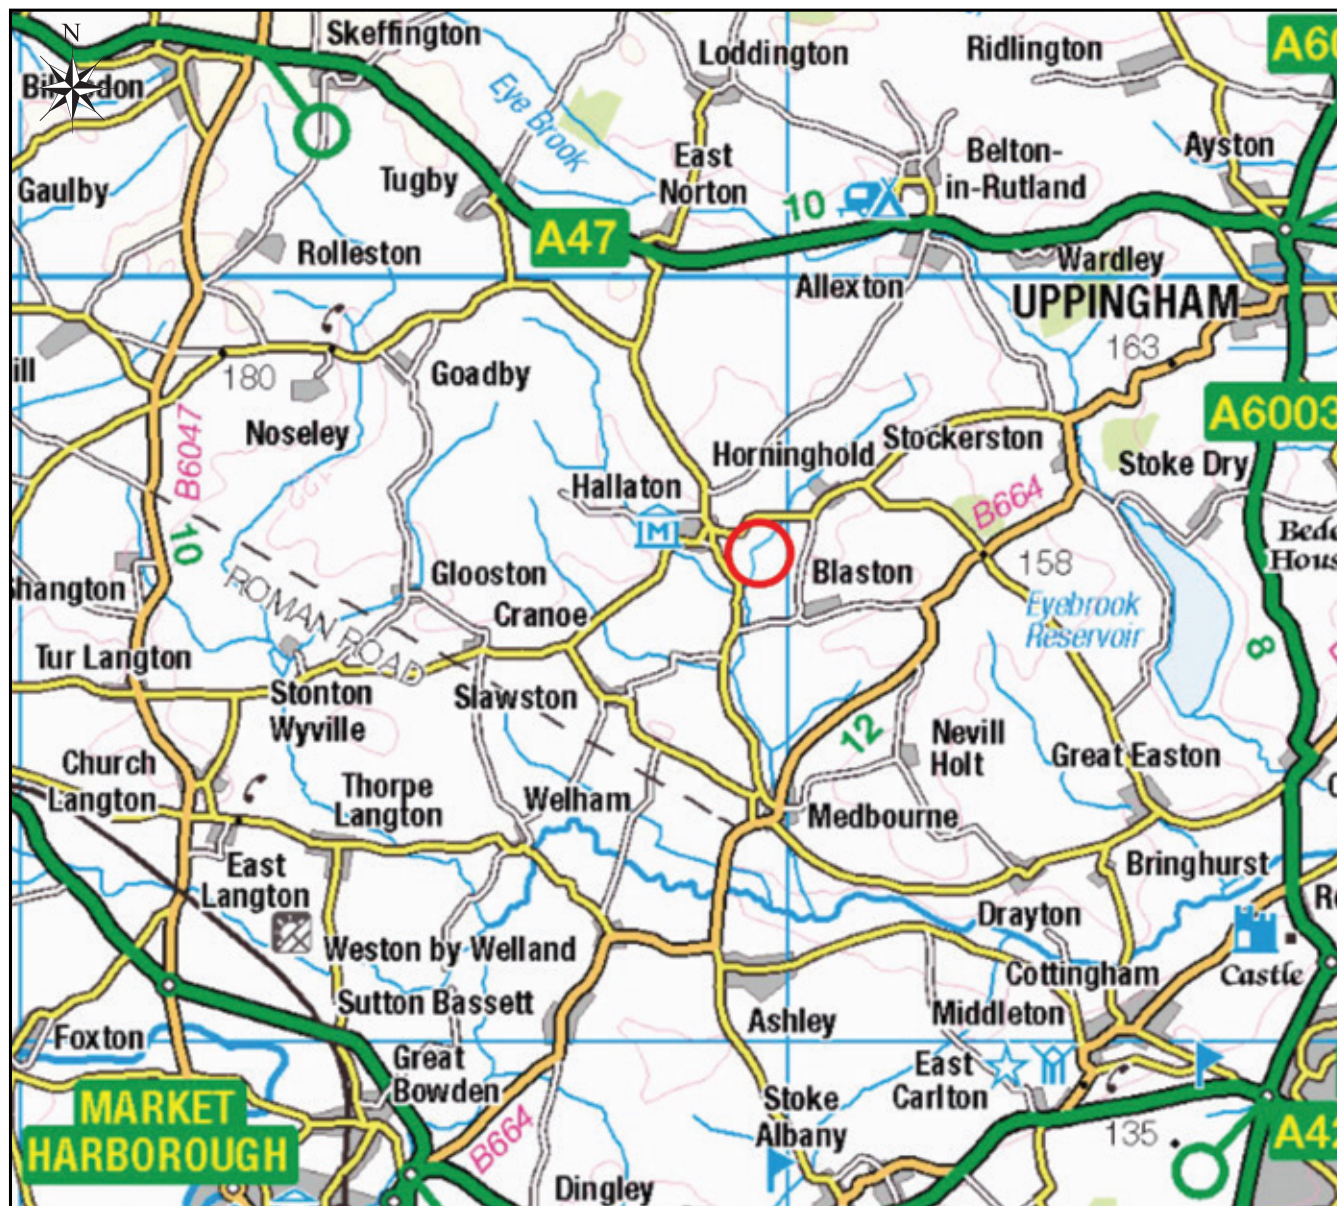 N
Skeffington
Loddington
Ridlington
Eye Brook
Ayston
East
Norton
Belton-
in-Rutland
Gaulby
Tugby
10
A47
Rolleston
Wardley
Allexton
UPPINGHAM
163
ill
180
Goadby
A6003
B6047
Noseley
Horninghold
Stockerston
Stoke Dry
Hallaton
M
B664
10
Glooston
Blaston
158
ROMAN ROAD
Cranoe
Eyebrook
Reservoir
8
Tur Langton
Stonton
Wyville
Slawston
12
Nevill
Holt
Great Easton
Church
Langton
Thorpe
Langton
Welham
Medbourne
East
Langton
Bringhurst
Drayton
Weston by Welland
Castle
Cottingham
Sutton Bassett
Middleton
Ashley
Foxton
Great
Bowden
East
Carlton
MARKET
HARBOROUGH
Stoke
Albany
B664
135
Dingley